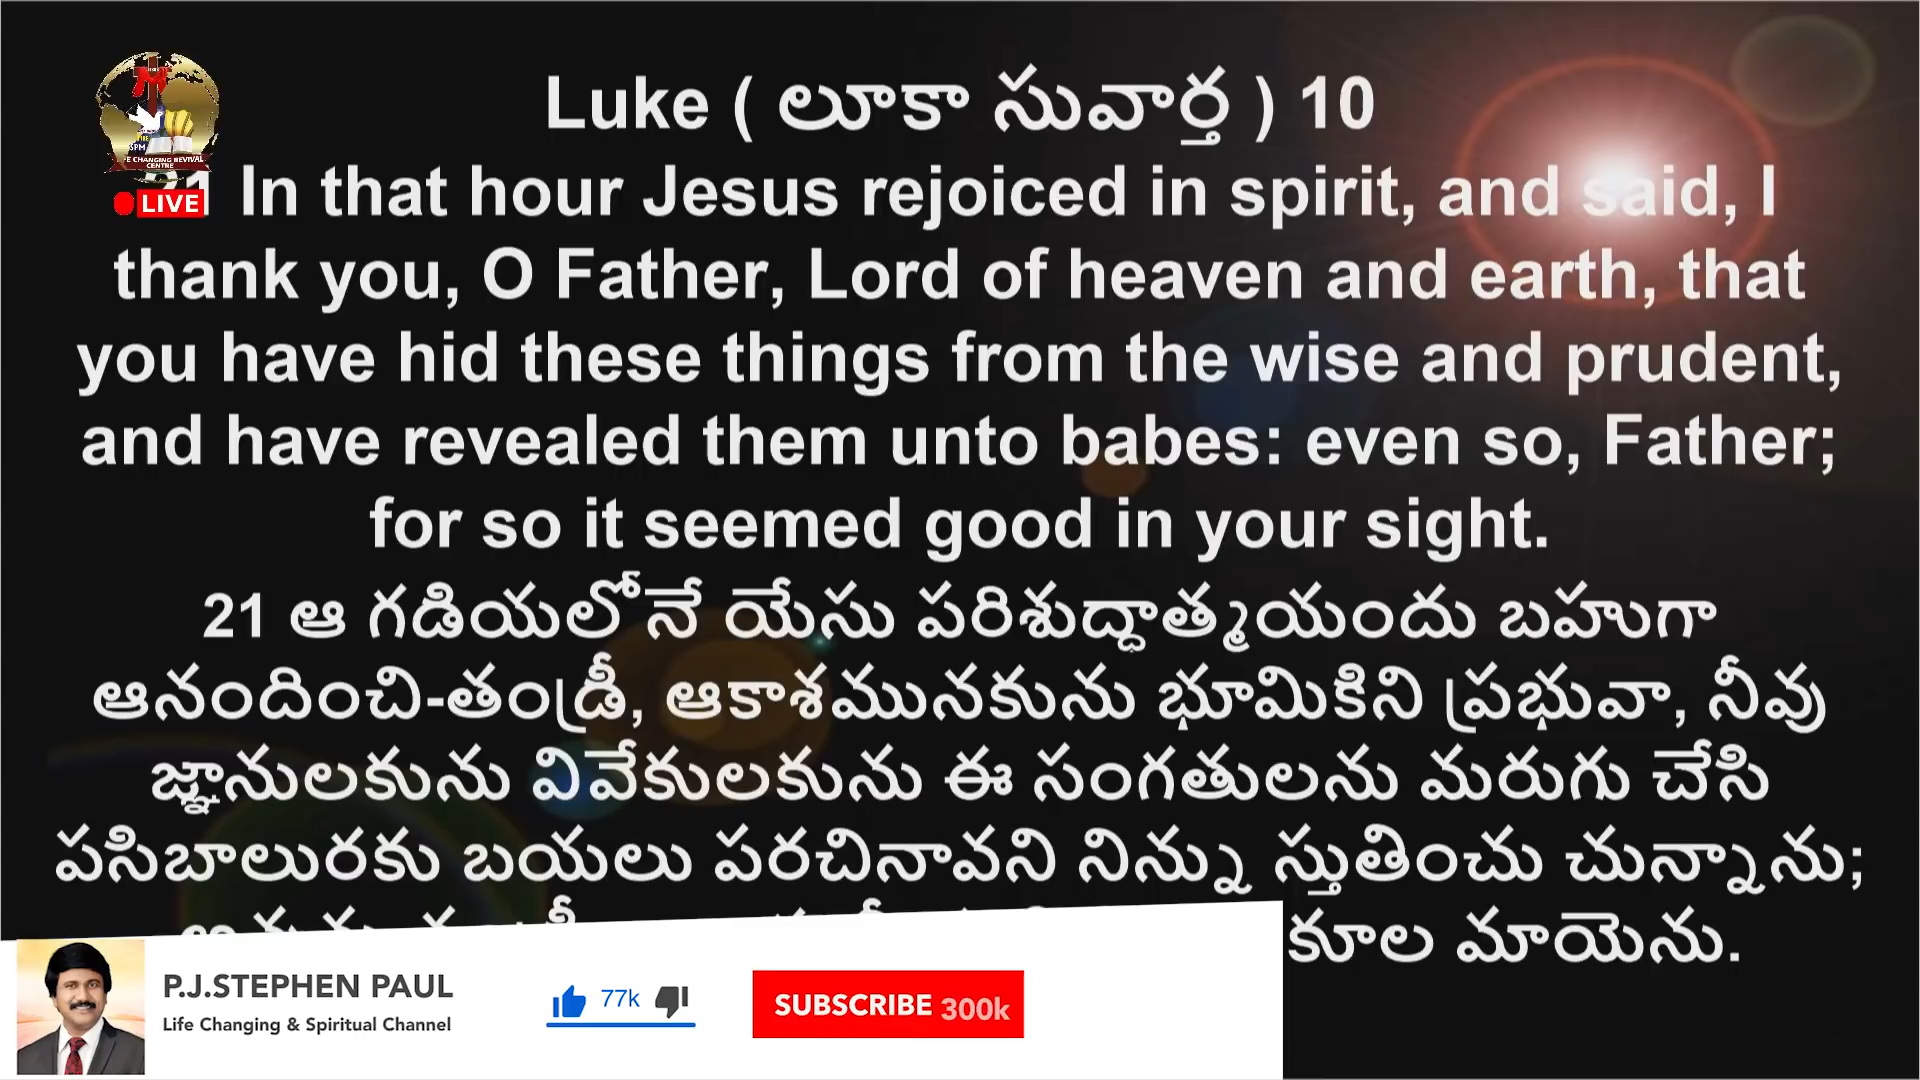 Luke ( లూకా సువార్త ) 10
21 In that hour Jesus rejoiced in spirit, and said, I
thank you, O Father, Lord of heaven and earth, that
you have hid these things from the wise and prudent,
and have revealed them unto babes: even so, Father;
for so it seemed good in your sight.
21 ఆ గడియలోనే యేసు పరిశుద్ధాత్మయందు బహుగా
ఆనందించి-తండ్రీ, ఆకాశమునకును భూమికిని ప్రభువా, నీవు
జ్ఞానులకును వివేకులకును ఈ సంగతులను మరుగు చేసి
పసిబాలురకు బయలు పరచినావని నిన్ను స్తుతించు చున్నాను;
కూల మాయెను.
CHANGING REVIVAL
CENTRE
LIVE
P.J.STEPHEN PAUL
Life Changing & Spiritual Channel
77k
SUBSCRIBE 300k